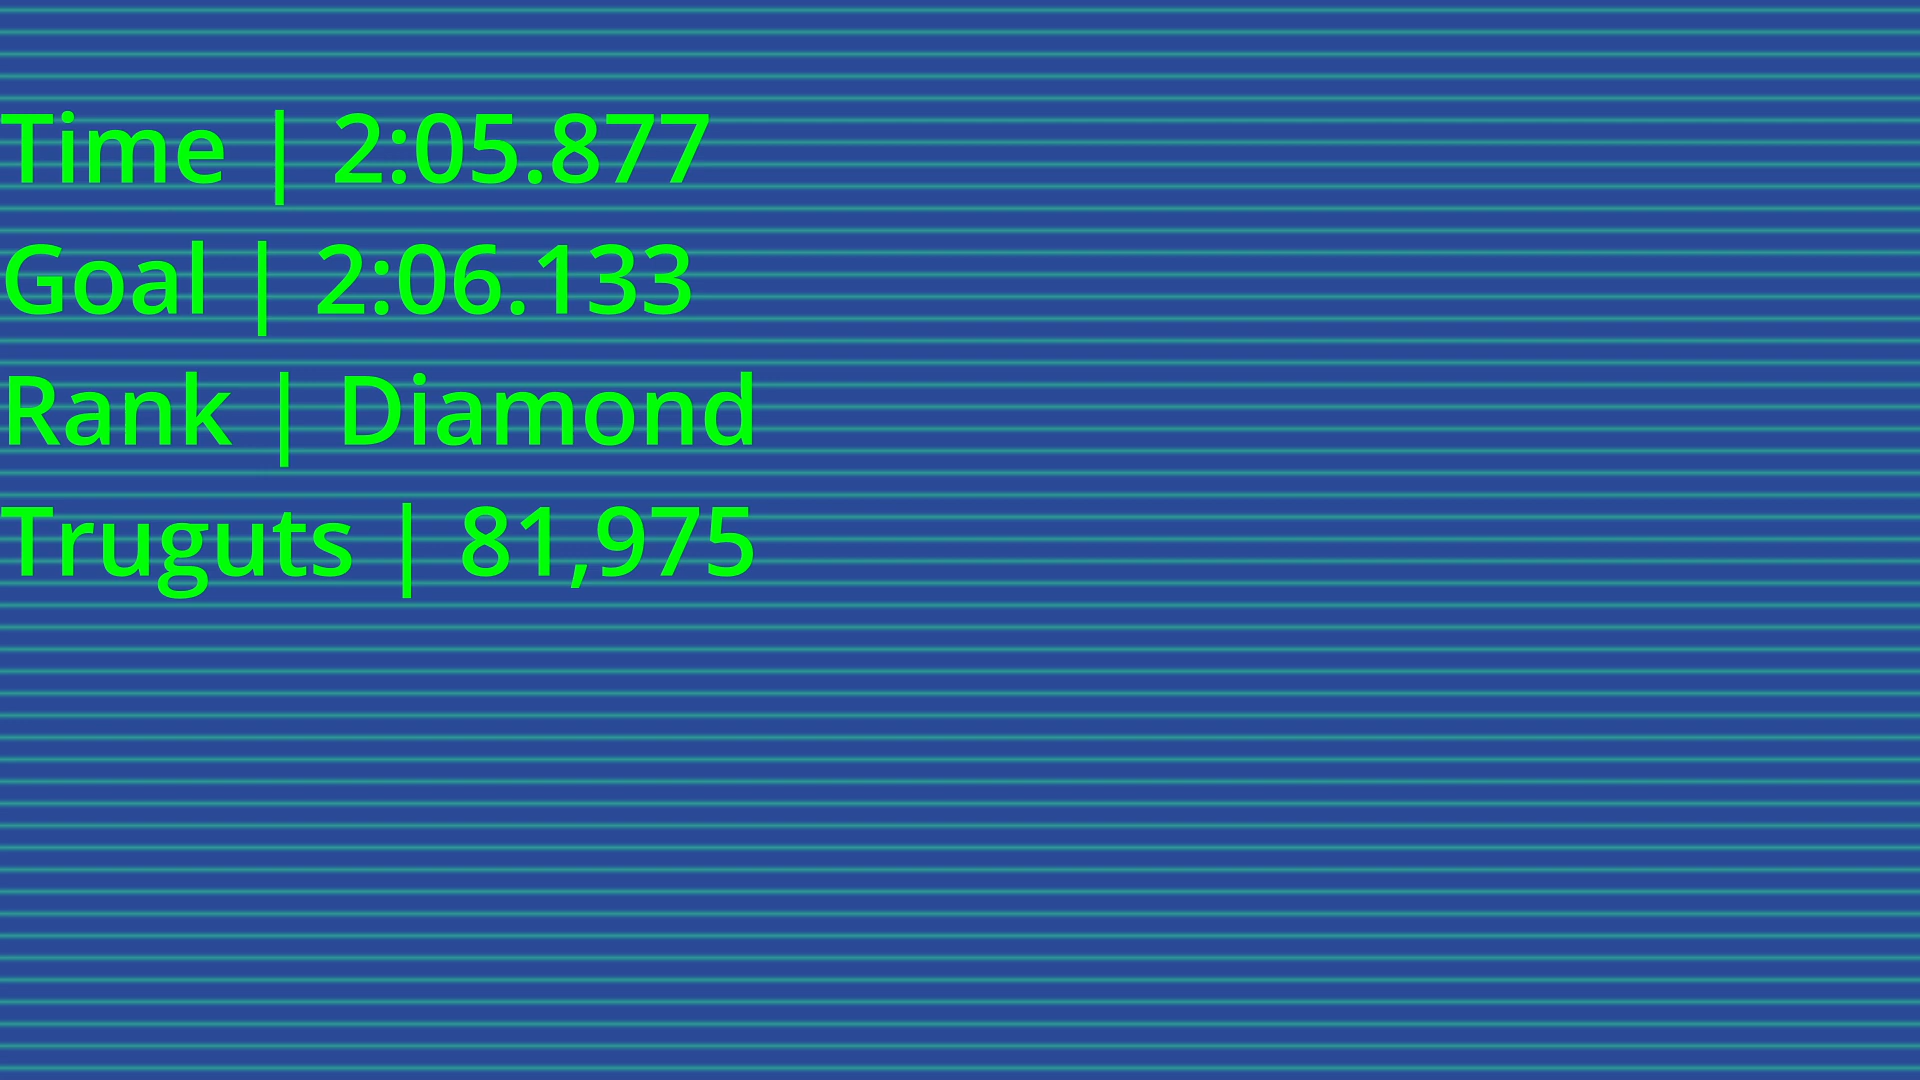 Time | 2:05.877
Goal | 2:06.133
Rank | Diamond
Truguts | 81,975